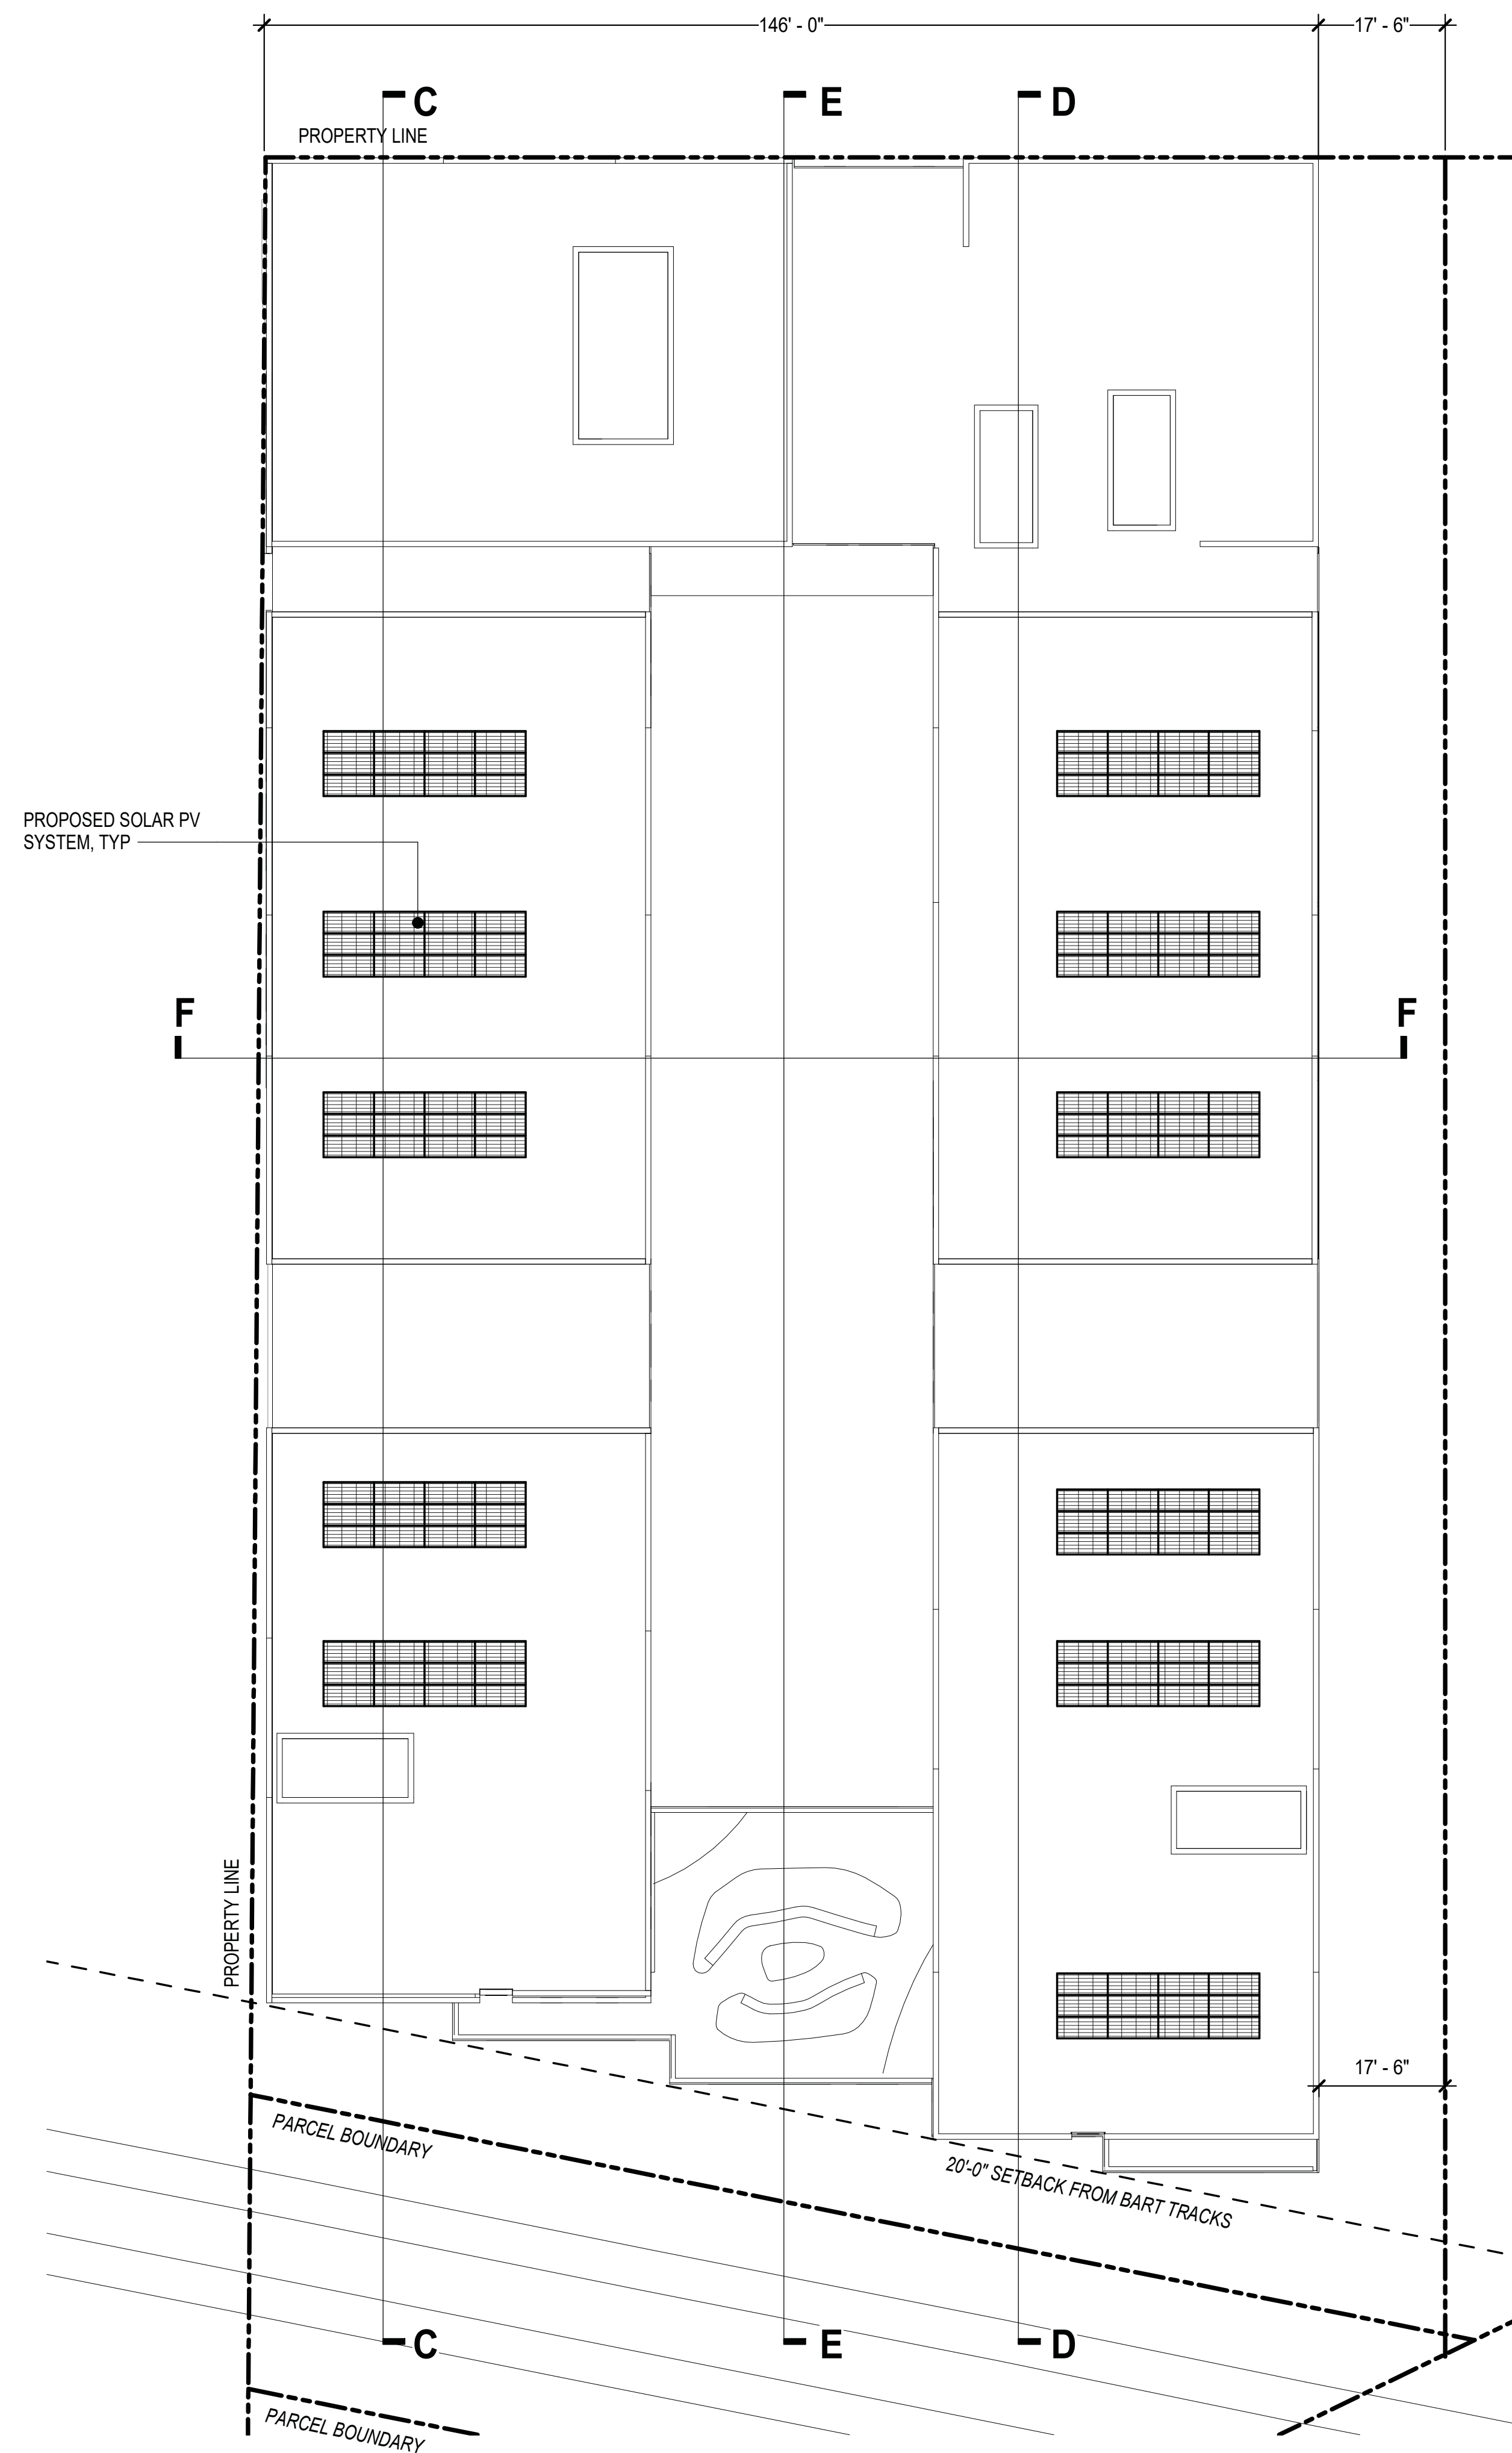 146' - 0"
17' - 6"
C
E
D
PROPERTY LINE
PROPOSED SOLAR PV
SYSTEM, TYP
F
F
PROPERTY LINE
17' - 6"
PARCEL BOUNDARY
20'-0" SETBACK FROM BART TRACKS
C
E
D
PARCEL BOUNDARY